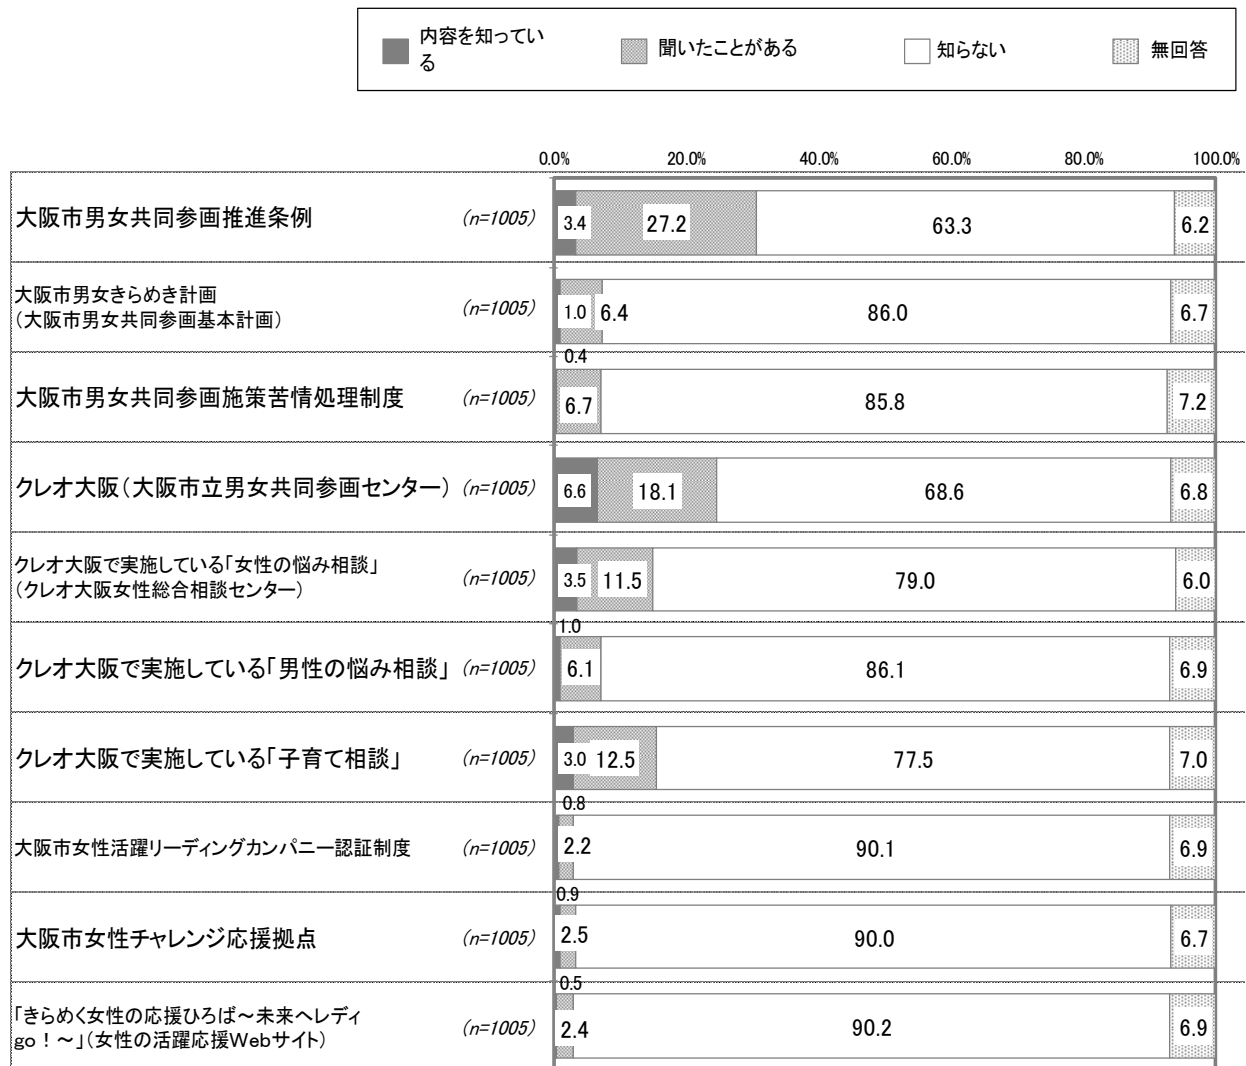 内容を知ってい
る
聞いたことがある
知らない
無回答
0.0% 20.0% 40.0% 60.0% 80.0% 100.0%
大阪市男女共同参画推進条例 (n=1005) 3.4 27.2 63.3 6.2
大阪市男女きらめき計画
（大阪市男女共同参画基本計画） (n=1005) 1.0 6.4 86.0 6.7
0.4
大阪市男女共同参画施策苦情処理制度 (n=1005) 6.7 85.8 7.2
クレオ大阪（大阪市立男女共同参画センター） (n=1005) 6.6 18.1 68.6 6.8
クレオ大阪で実施している「女性の悩み相談」
（クレオ大阪女性総合相談センター） (n=1005) 3.5 11.5 79.0 6.0
1.0
クレオ大阪で実施している「男性の悩み相談」 (n=1005) 6.1 86.1 6.9
クレオ大阪で実施している「子育て相談」 (n=1005) 3.0 12.5 77.5 7.0
0.8
大阪市女性活躍リーディングカンパニー認証制度 (n=1005) 2.2 90.1 6.9
0.9
大阪市女性チャレンジ応援拠点 (n=1005) 2.5 90.0 6.7
0.5
「きらめく女性の応援ひろば～未来へレディ
go！～」（女性の活躍応援Webサイト） (n=1005) 2.4 90.2 6.9